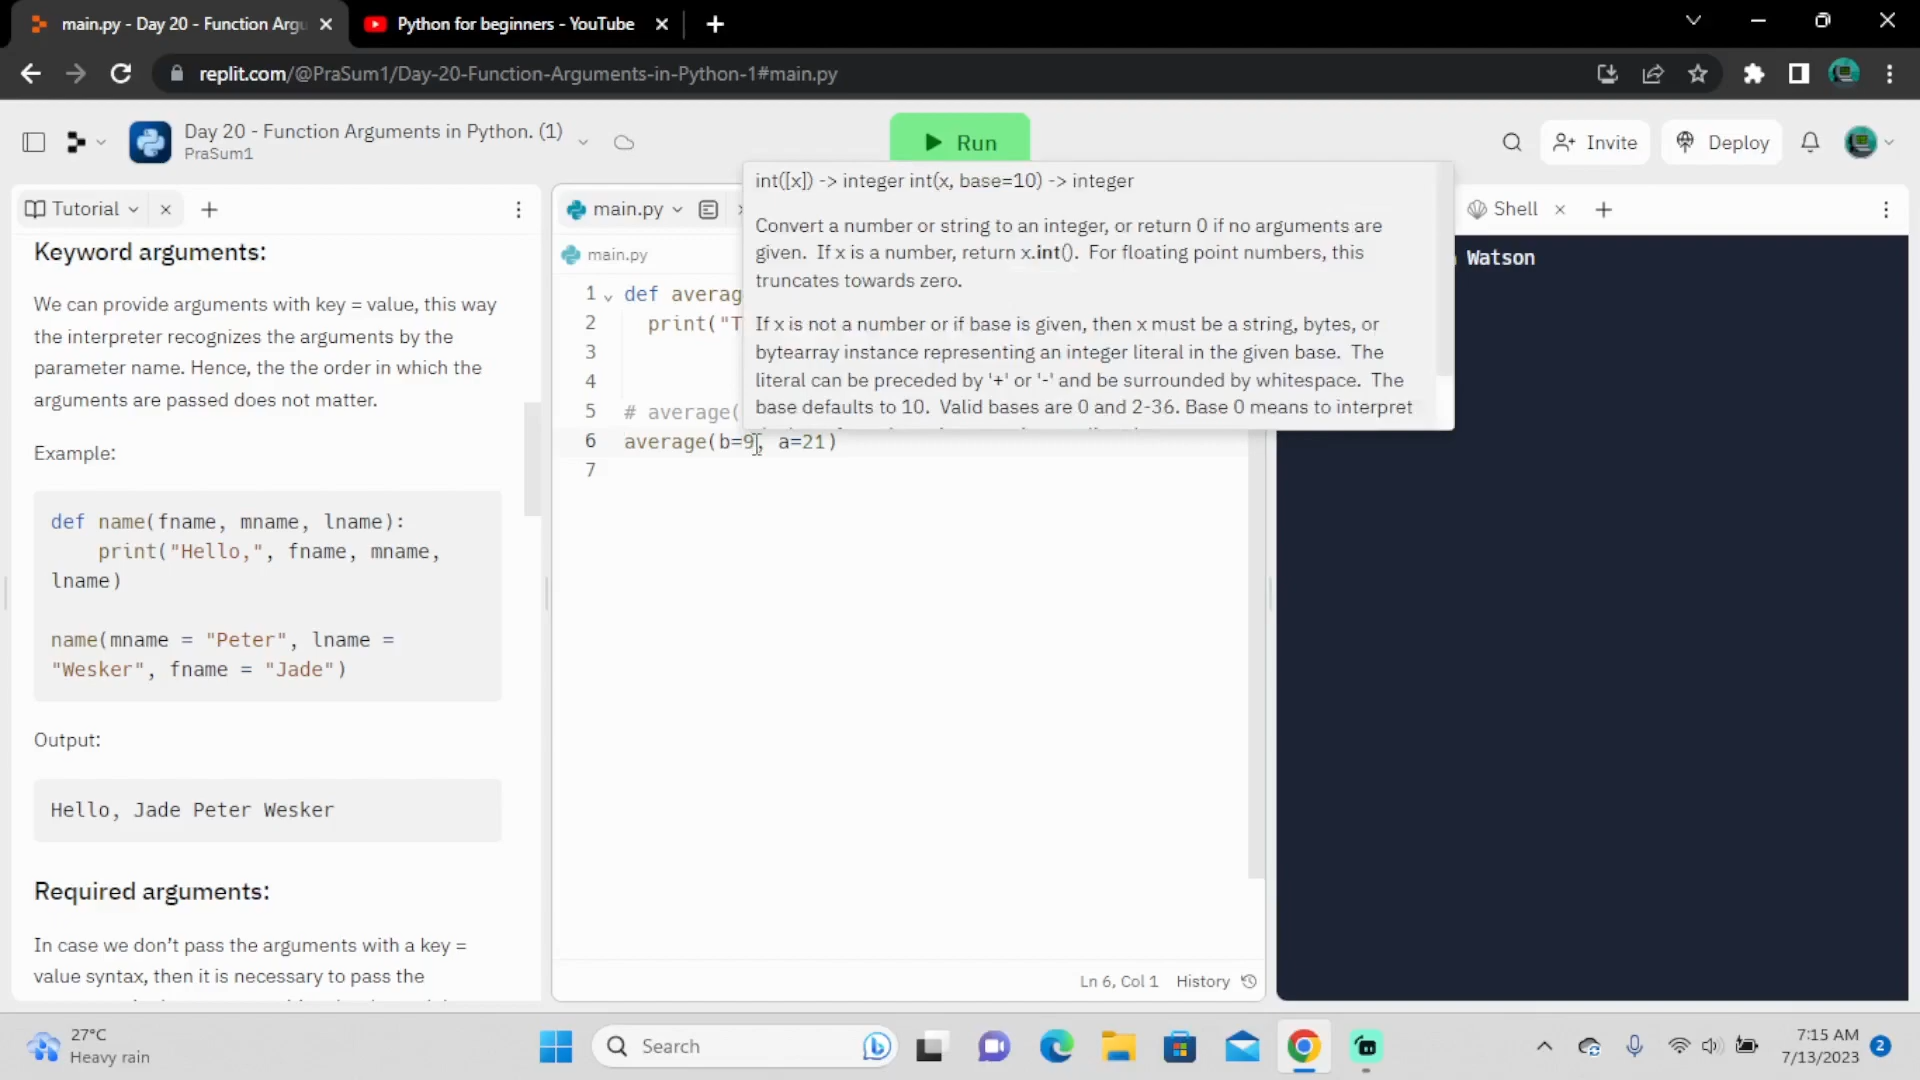 main.py - Day 20 - Function Argu
Python for beginners - YouTube
replit.com/@PraSum1/Day-20-Function-Arguments-in-Python-1#main.py
Day 20 - Function Arguments in Python. (1)
PraSum1
Run
Invite
Deploy
Tutorial
Keyword arguments:
We can provide arguments with key = value, this way
the interpreter recognizes the arguments by the
parameter name. Hence, the the order in which the
arguments are passed does not matter.
Example:
def name(fname, mname, lname):
print("Hello,", fname, mname,
lname)
name(mname = "Peter", lname =
"Wesker", fname = "Jade")
Output:
Hello, Jade Peter Wesker
Required arguments:
In case we don’t pass the arguments with a key =
value syntax, then it is necessary to pass the
main.py
main.py
1 def averag
2 print("T
3
4
5 # average(
6 average(b=9, a=21)
7
int([x]) -> integer int(x, base=10) -> integer
Convert a number or string to an integer, or return 0 if no arguments are
given. If x is a number, return x.int(). For floating point numbers, this
truncates towards zero.
If x is not a number or if base is given, then x must be a string, bytes, or
bytearray instance representing an integer literal in the given base. The
literal can be preceded by '+' or '-' and be surrounded by whitespace. The
base defaults to 10. Valid bases are 0 and 2-36. Base 0 means to interpret
Ln 6, Col 1 History
Shell
Watson
27°C
Heavy rain
Search
7:15 AM
7/13/2023
2